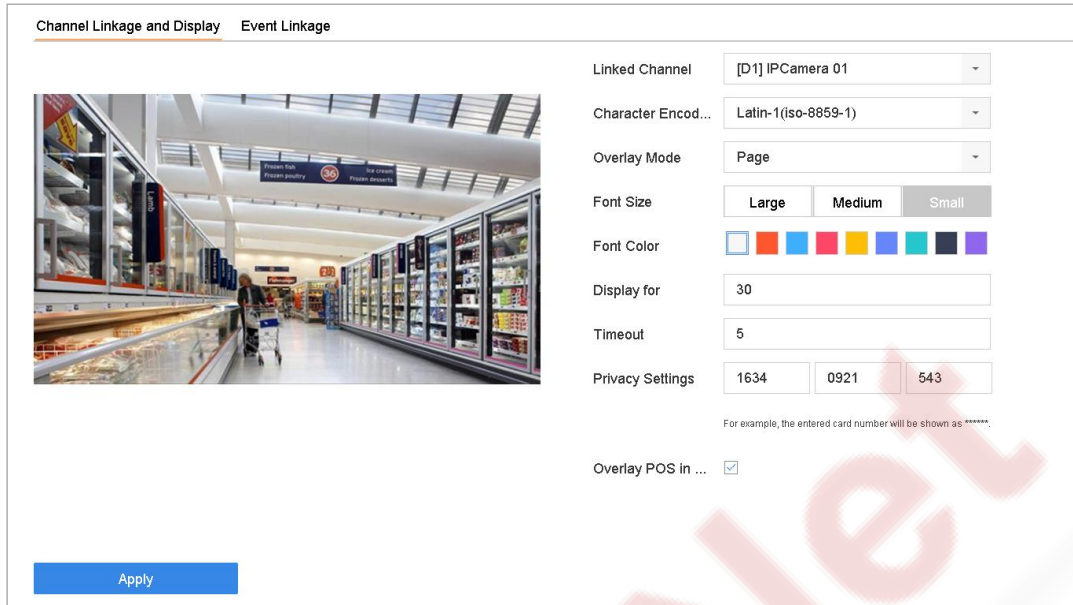 Channel Linkage and Display Event Linkage
Linked Channel [D1] IPCamera 01
Character Encod... Latin-1(iso-8859-1)
Overlay Mode Page
Font Size Large Medium Small
Font Color
Display for 30
Timeout 5
Privacy Settings 1634 0921 543
For example, the entered card number will be shown as ******.
Overlay POS in ...
Frozen fish
Frozen poultry
36
Ice cream
Frozen desserts
Lamb
Apply